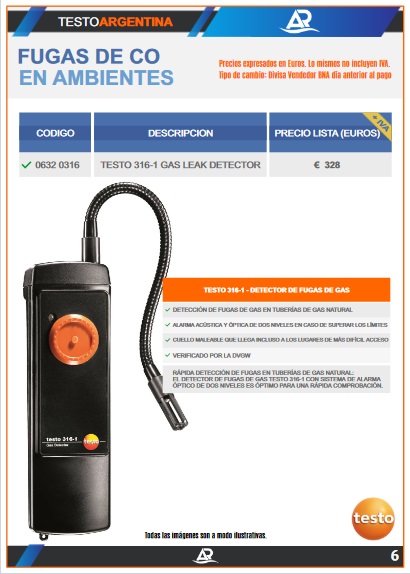 TESTOARGENTINA
AR
FUGAS DE CO
EN AMBIENTES
Precios expresados en Euros. Lo mismos no incluyen IVA.
Tipo de cambio: Divisa Vendedor BNA día anterior al pago
CODIGO DESCRIPCION PRECIO LISTA (EUROS)
+ IVA
0632 0316 TESTO 316-1 GAS LEAK DETECTOR € 328
TESTO 316-1 - DETECTOR DE FUGAS DE GAS
DETECCIÓN DE FUGAS DE GAS EN TUBERÍAS DE GAS NATURAL
ALARMA ACÚSTICA Y ÓPTICA DE DOS NIVELES EN CASO DE SUPERAR LOS LÍMITES
CUELLO MALEABLE QUE LLEGA INCLUSO A LOS LUGARES DE MÁS DIFÍCIL ACCESO
VERIFICADO POR LA DVGW
RÁPIDA DETECCIÓN DE FUGAS EN TUBERÍAS DE GAS NATURAL:
EL DETECTOR DE FUGAS DE GAS TESTO 316-1 CON SISTEMA DE ALARMA
ÓPTICO DE DOS NIVELES ES ÓPTIMO PARA UNA RÁPIDA COMPROBACIÓN.
testo 316-1
Gas Detector
testo
testo
Todas las imágenes son a modo ilustrativas.
AR
6